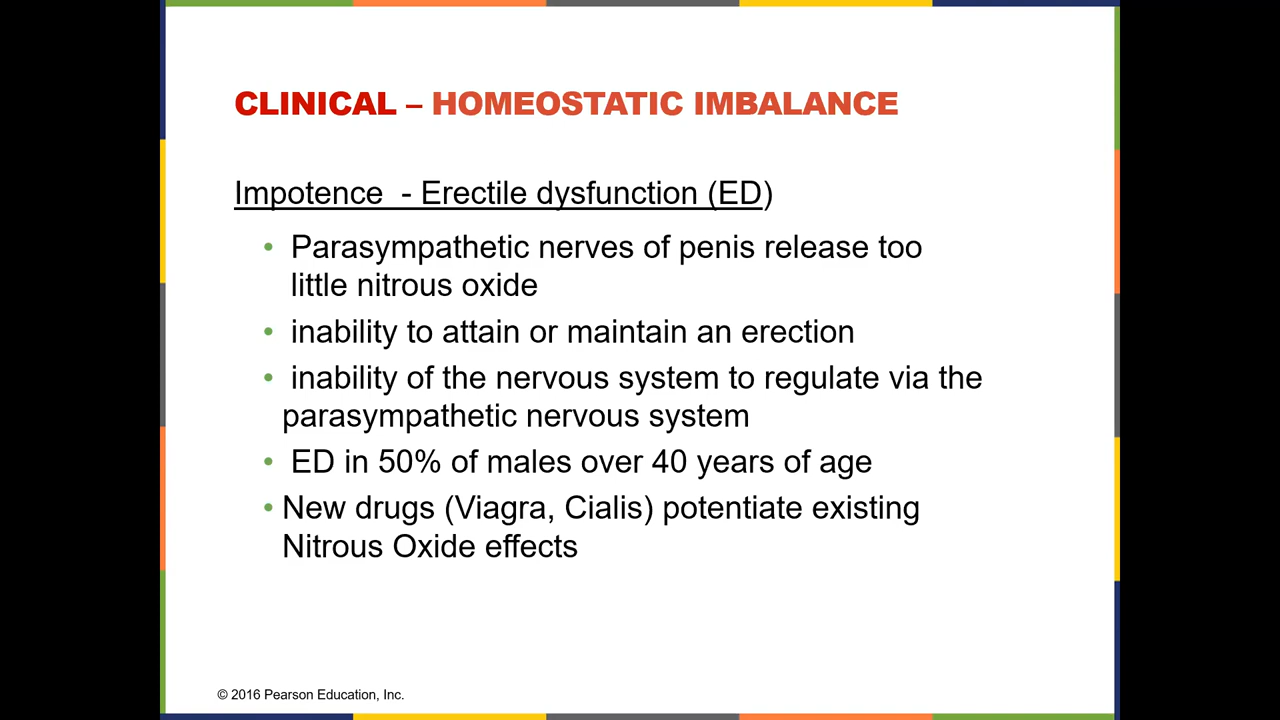 CLINICAL – HOMEOSTATIC IMBALANCE
Impotence - Erectile dysfunction (ED)
• Parasympathetic nerves of penis release too
little nitrous oxide
• inability to attain or maintain an erection
• inability of the nervous system to regulate via the
parasympathetic nervous system
• ED in 50% of males over 40 years of age
• New drugs (Viagra, Cialis) potentiate existing
Nitrous Oxide effects
© 2016 Pearson Education, Inc.